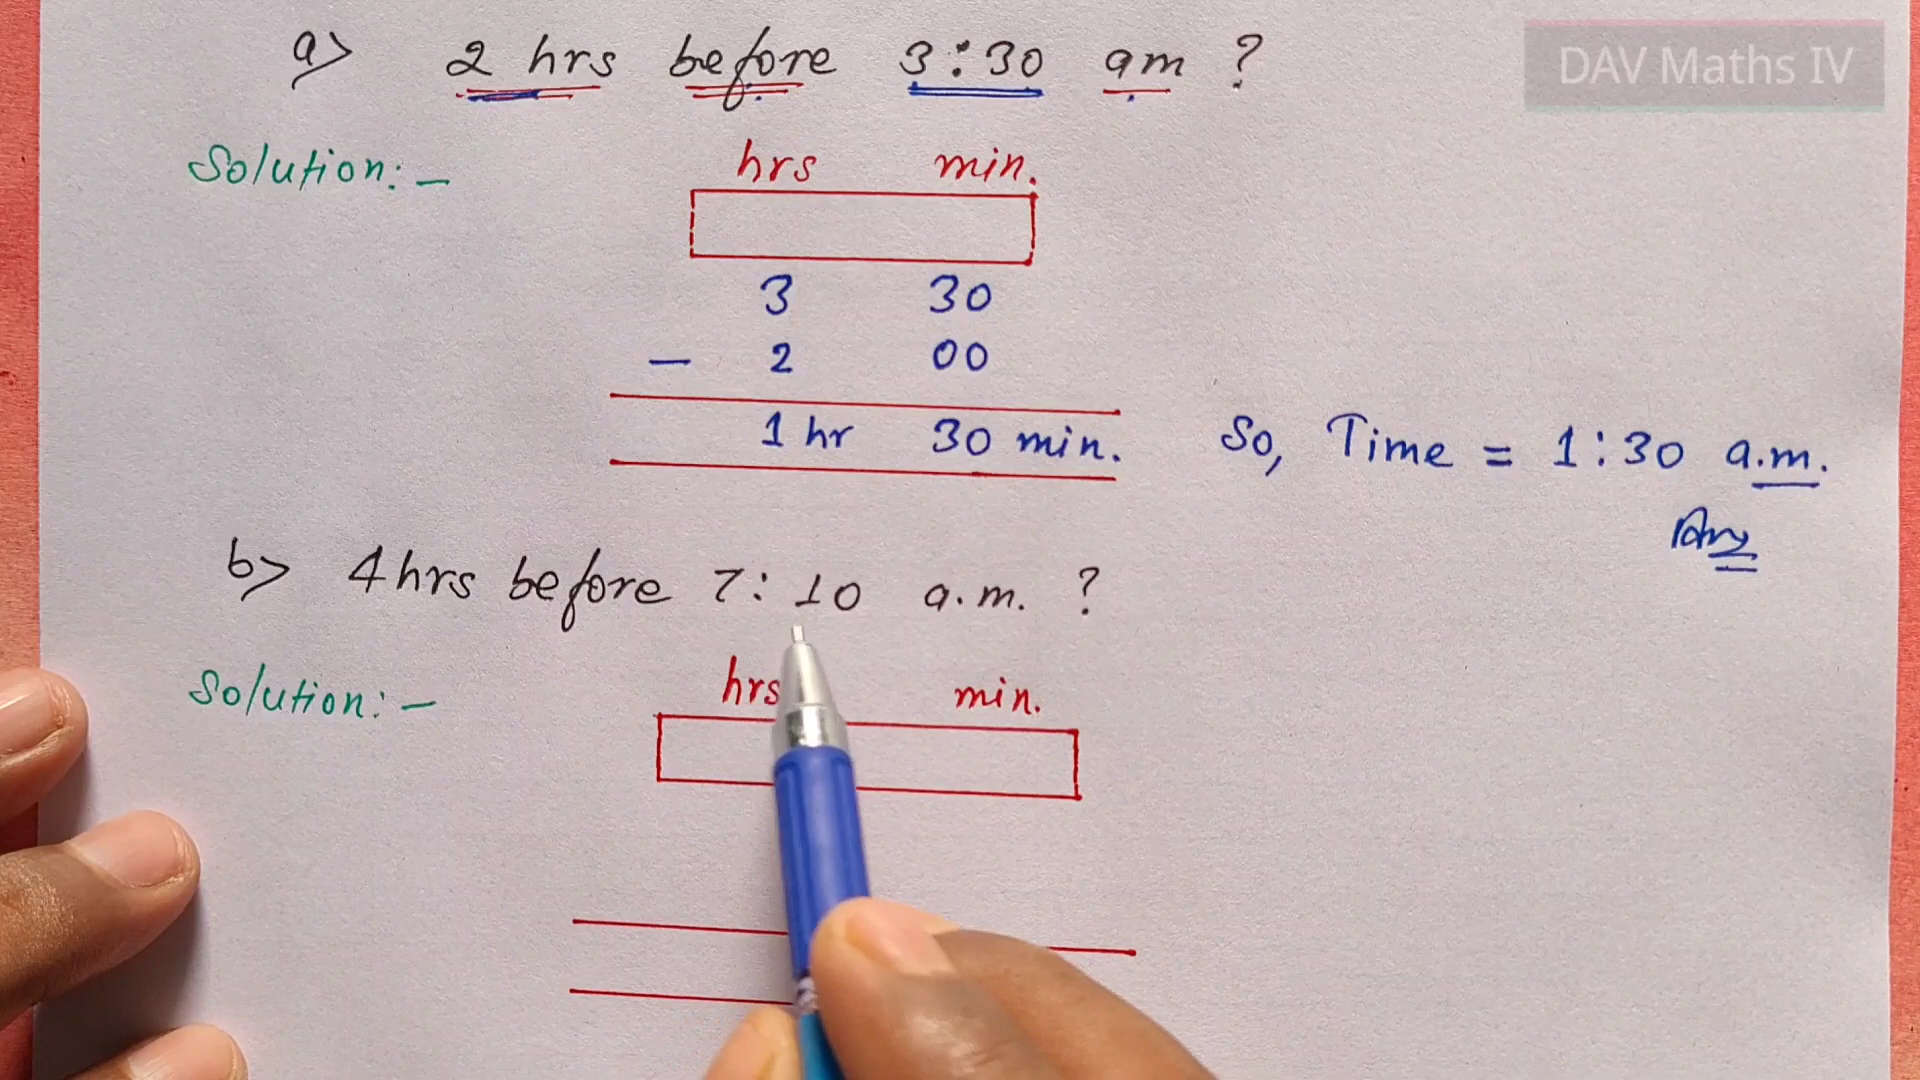 a> 2 hrs before 3:30 am ?
DAV Maths IV
Solution:-
hrs min.
3 30
- 2 00
1 hr 30 min.
So, Time = 1:30 a.m.
Ans
b> 4hrs before 7:10 a.m. ?
Solution:-
hrs min.